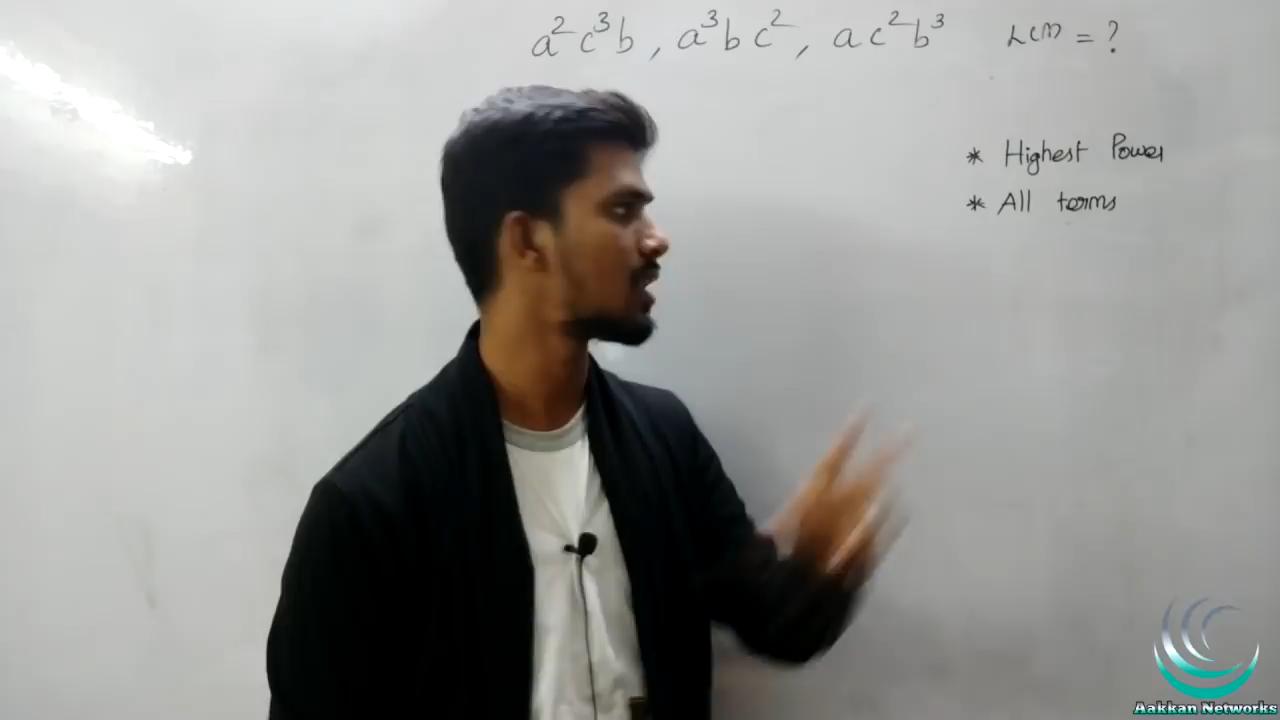 a²c³b, a³bc², ac²b³ LCM = ?
* Highest Power
* All terms
Aakkan Networks